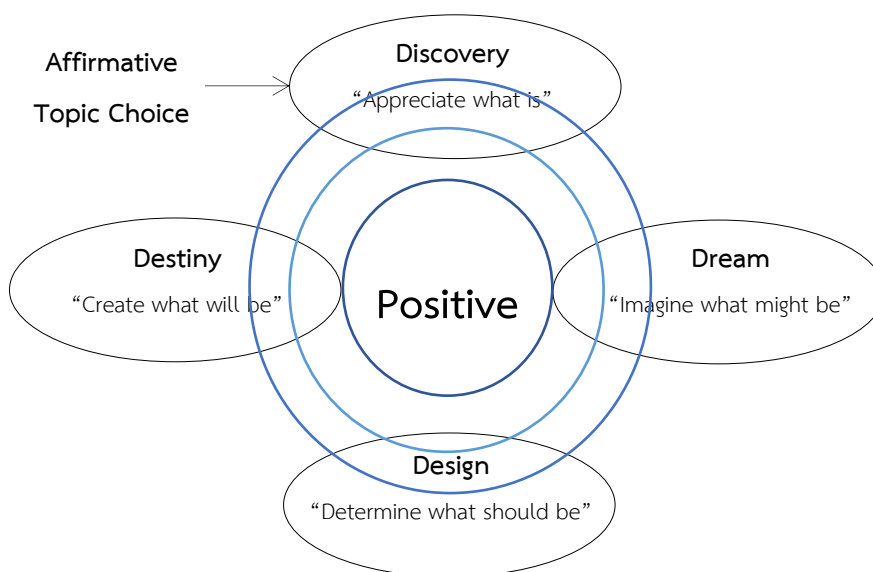 Affirmative
Topic Choice
Discovery
“Appreciate what is”
Destiny
“Create what will be”
Positive
Dream
“Imagine what might be”
Design
“Determine what should be”